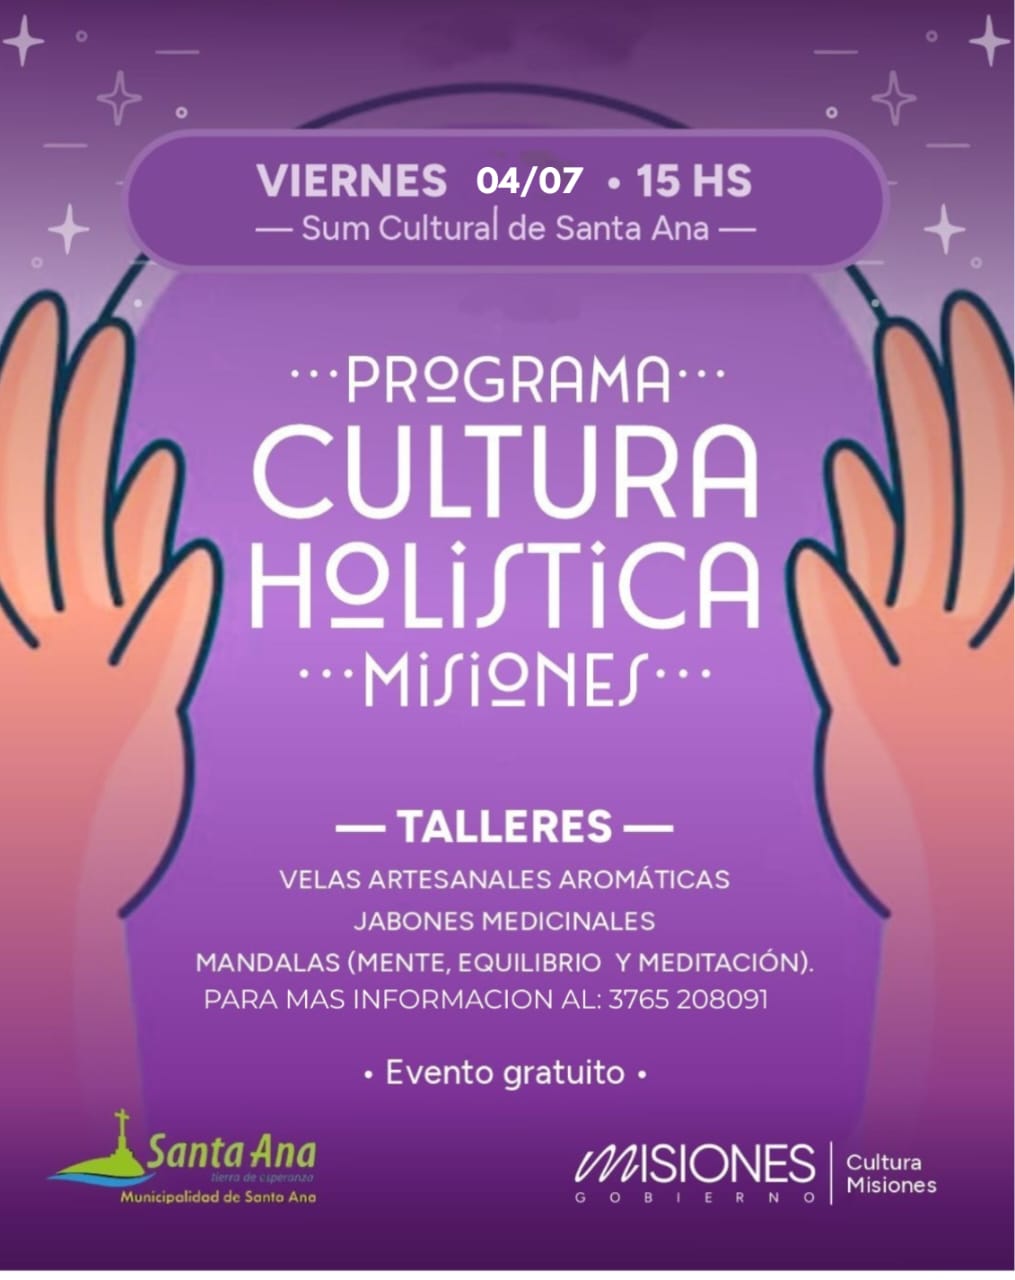 VIERNES 04/07 • 15 HS
— Sum Cultural de Santa Ana —
···PROGRAMA···
CULTURA
HOLiSTiCA
···MiSiONES···
— TALLERES —
VELAS ARTESANALES AROMÁTICAS
JABONES MEDICINALES
MANDALAS (MENTE, EQUILIBRIO Y MEDITACIÓN).
PARA MAS INFORMACION AL: 3765 208091
• Evento gratuito •
Santa Ana
tierra de esperanza
Municipalidad de Santa Ana
MISIONES
GOBIERNO
Cultura
Misiones